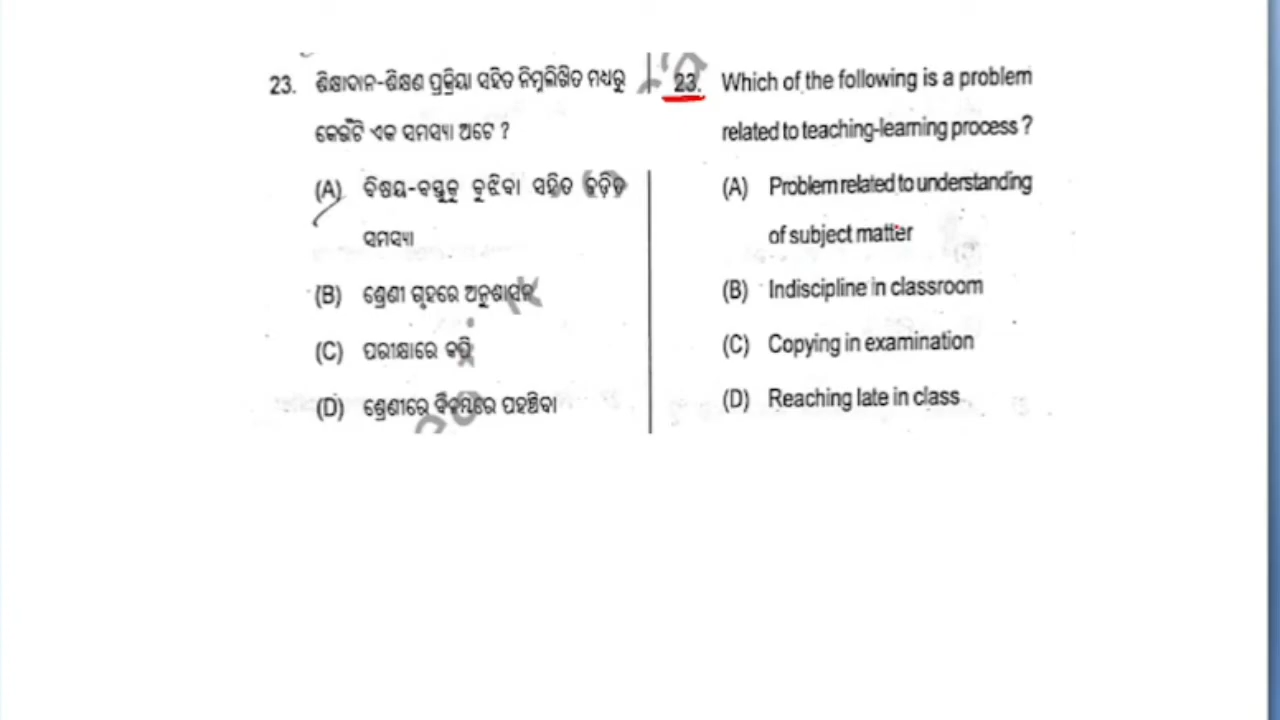 23. ଶିକ୍ଷାଦାନ-ଶିକ୍ଷଣ ପ୍ରକ୍ରିୟା ସହିତ ନିମ୍ନଲିଖିତ ମଧ୍ୟରୁ
କେଉଁଟି ଏକ ସମସ୍ୟା ଅଟେ ?
(A) ବିଷୟ-ବସ୍ତୁକୁ ବୁଝିବା ସହିତ ଜଡ଼ିତ
ସମସ୍ୟା
(B) ଶ୍ରେଣୀ ଗୃହରେ ଅନୁଶାସନ
(C) ପରୀକ୍ଷାରେ କପି
(D) ଶ୍ରେଣୀରେ ବିଳମ୍ବରେ ପହଞ୍ଚିବା
23. Which of the following is a problem
related to teaching-learning process ?
(A) Problem related to understanding
of subject matter
(B) Indiscipline in classroom
(C) Copying in examination
(D) Reaching late in class